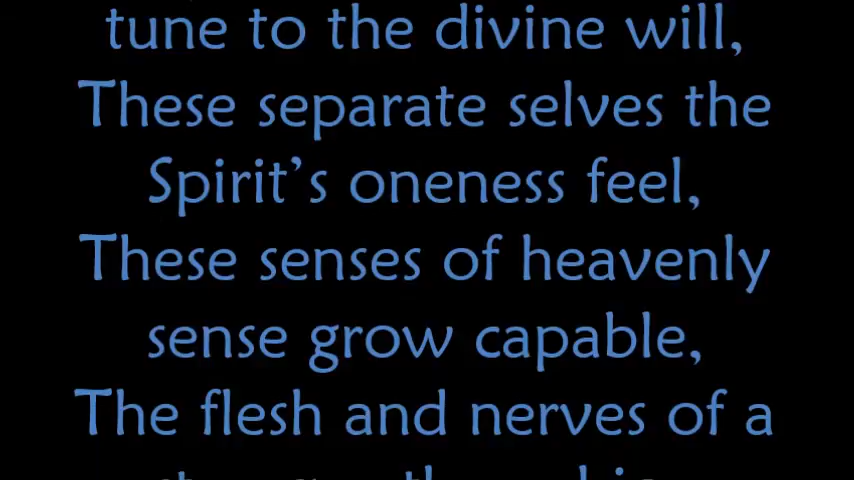 tune to the divine will,
These separate selves the
Spirit’s oneness feel,
These senses of heavenly
sense grow capable,
The flesh and nerves of a